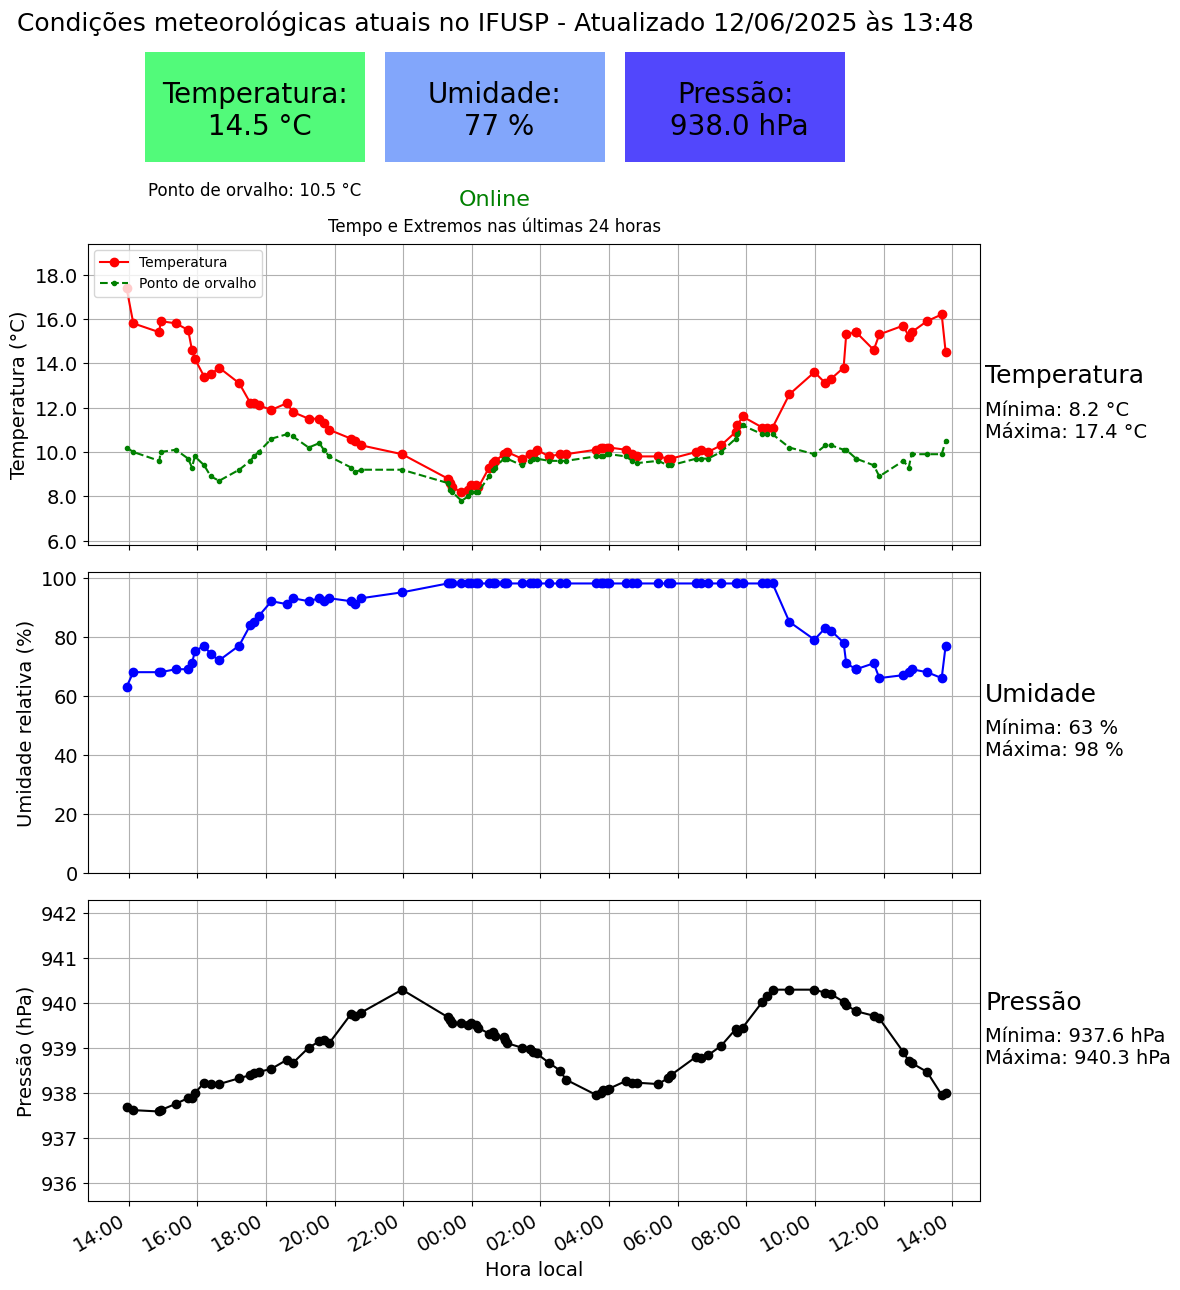 Condições meteorológicas atuais no IFUSP - Atualizado 12/06/2025 às 13:48
Temperatura:
14.5 °C
Umidade:
77 %
Pressão:
938.0 hPa
Ponto de orvalho: 10.5 °C
Online
Tempo e Extremos nas últimas 24 horas
Temperatura
Ponto de orvalho
Temperatura (°C)
18.0
16.0
14.0
12.0
10.0
8.0
6.0
Temperatura
Mínima: 8.2 °C
Máxima: 17.4 °C
Umidade relativa (%)
100
80
60
40
20
0
Umidade
Mínima: 63 %
Máxima: 98 %
Pressão (hPa)
942
941
940
939
938
937
936
Pressão
Mínima: 937.6 hPa
Máxima: 940.3 hPa
14:00
16:00
18:00
20:00
22:00
00:00
02:00
04:00
06:00
08:00
10:00
12:00
14:00
Hora local